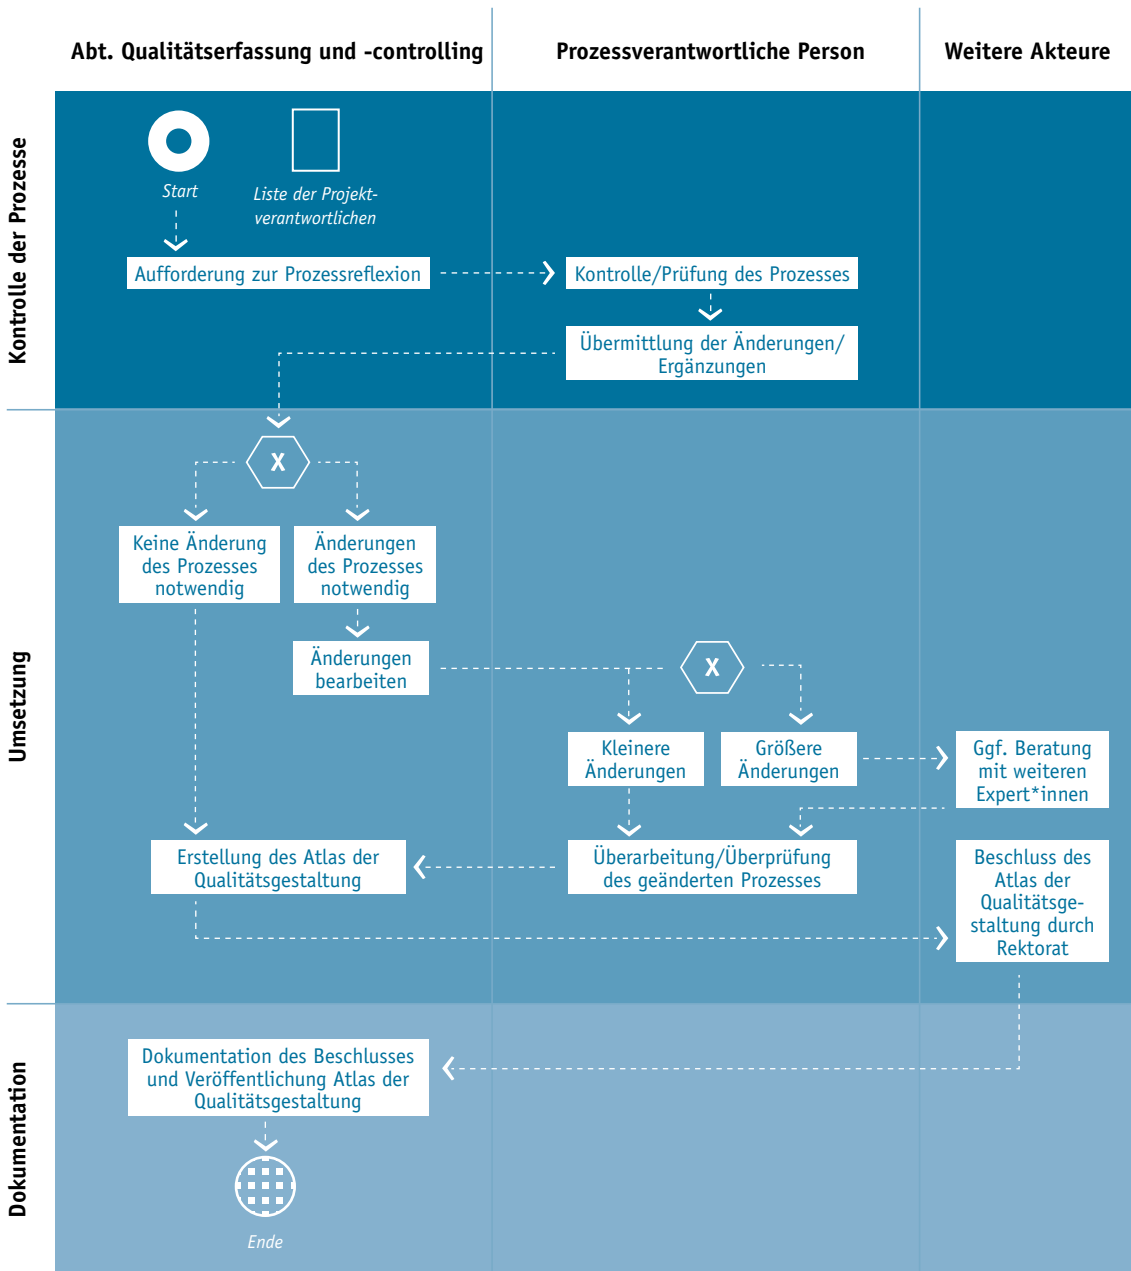 Abt. Qualitätserfassung und -controlling
Prozessverantwortliche Person
Weitere Akteure
Kontrolle der Prozesse
Start
Liste der Projekt-
verantwortlichen
Aufforderung zur Prozessreflexion
Kontrolle/Prüfung des Prozesses
Übermittlung der Änderungen/
Ergänzungen
Umsetzung
X
Keine Änderung
des Prozesses
notwendig
Änderungen
des Prozesses
notwendig
Änderungen
bearbeiten
X
Kleinere
Änderungen
Größere
Änderungen
Ggf. Beratung
mit weiteren
Expert*innen
Erstellung des Atlas der
Qualitätsgestaltung
Überarbeitung/Überprüfung
des geänderten Prozesses
Beschluss des
Atlas der
Qualitätsge-
staltung durch
Rektorat
Dokumentation
Dokumentation des Beschlusses
und Veröffentlichung Atlas der
Qualitätsgestaltung
Ende